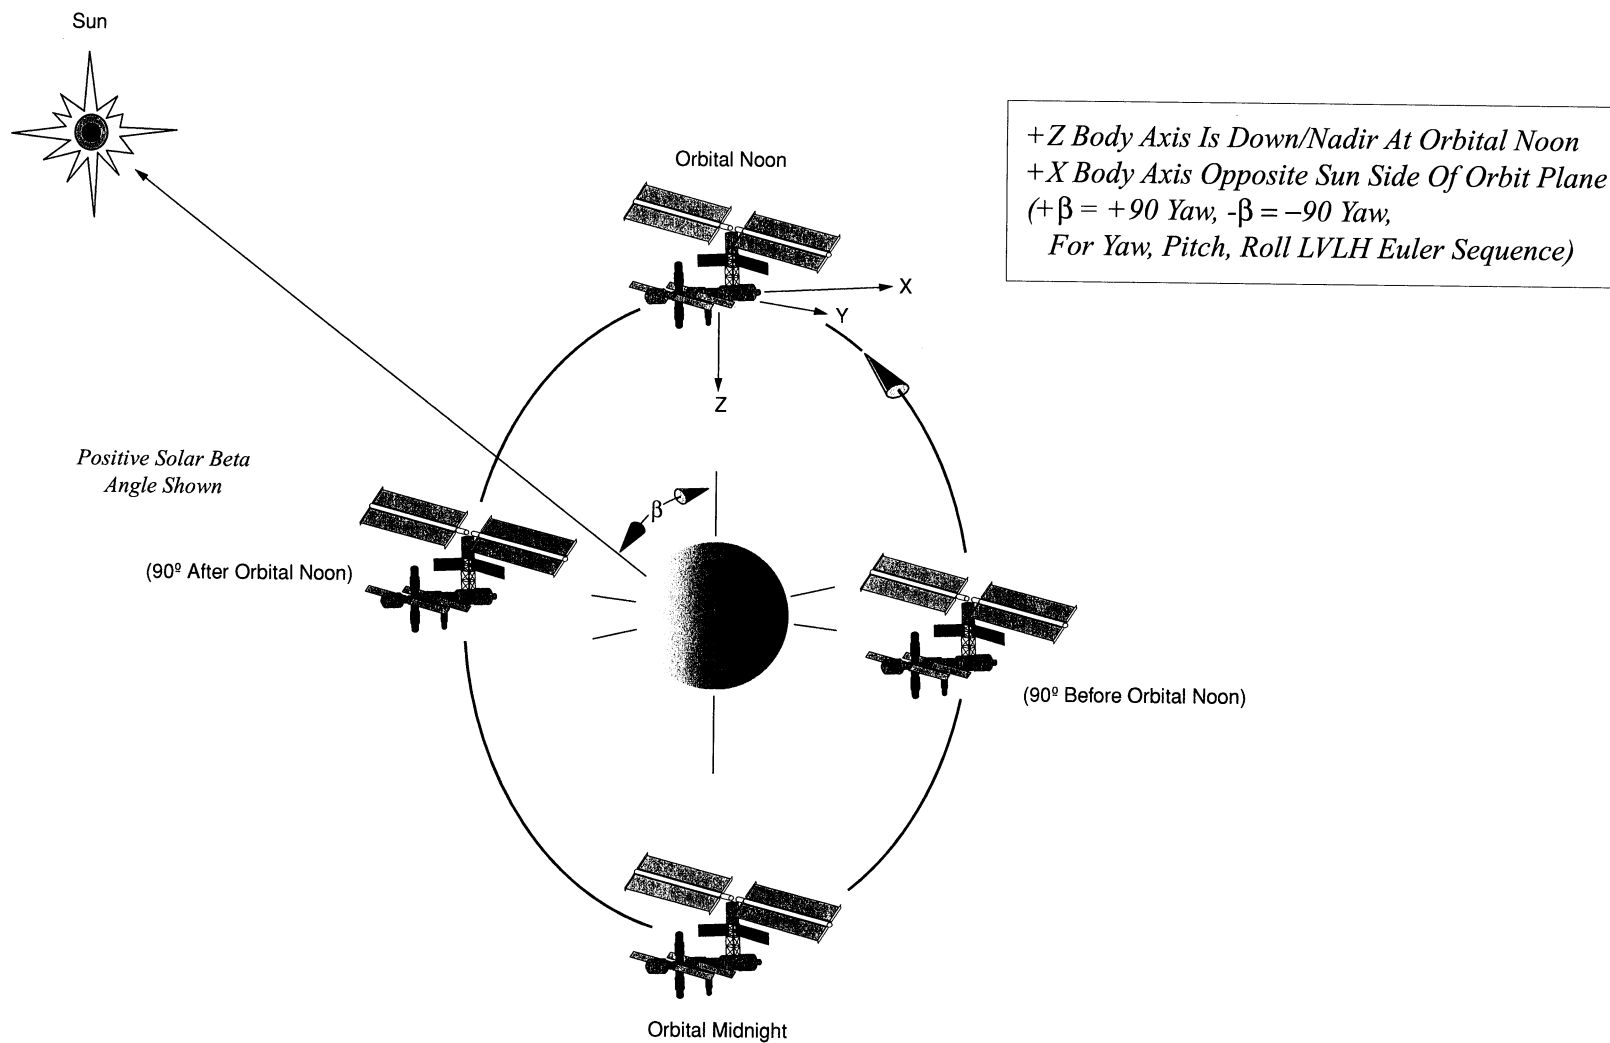 Sun
Orbital Noon
+Z Body Axis Is Down/Nadir At Orbital Noon
+X Body Axis Opposite Sun Side Of Orbit Plane
(+β = +90 Yaw, -β = −90 Yaw,
For Yaw, Pitch, Roll LVLH Euler Sequence)
X
Y
Z
Positive Solar Beta
Angle Shown
β
(90º After Orbital Noon)
(90º Before Orbital Noon)
Orbital Midnight